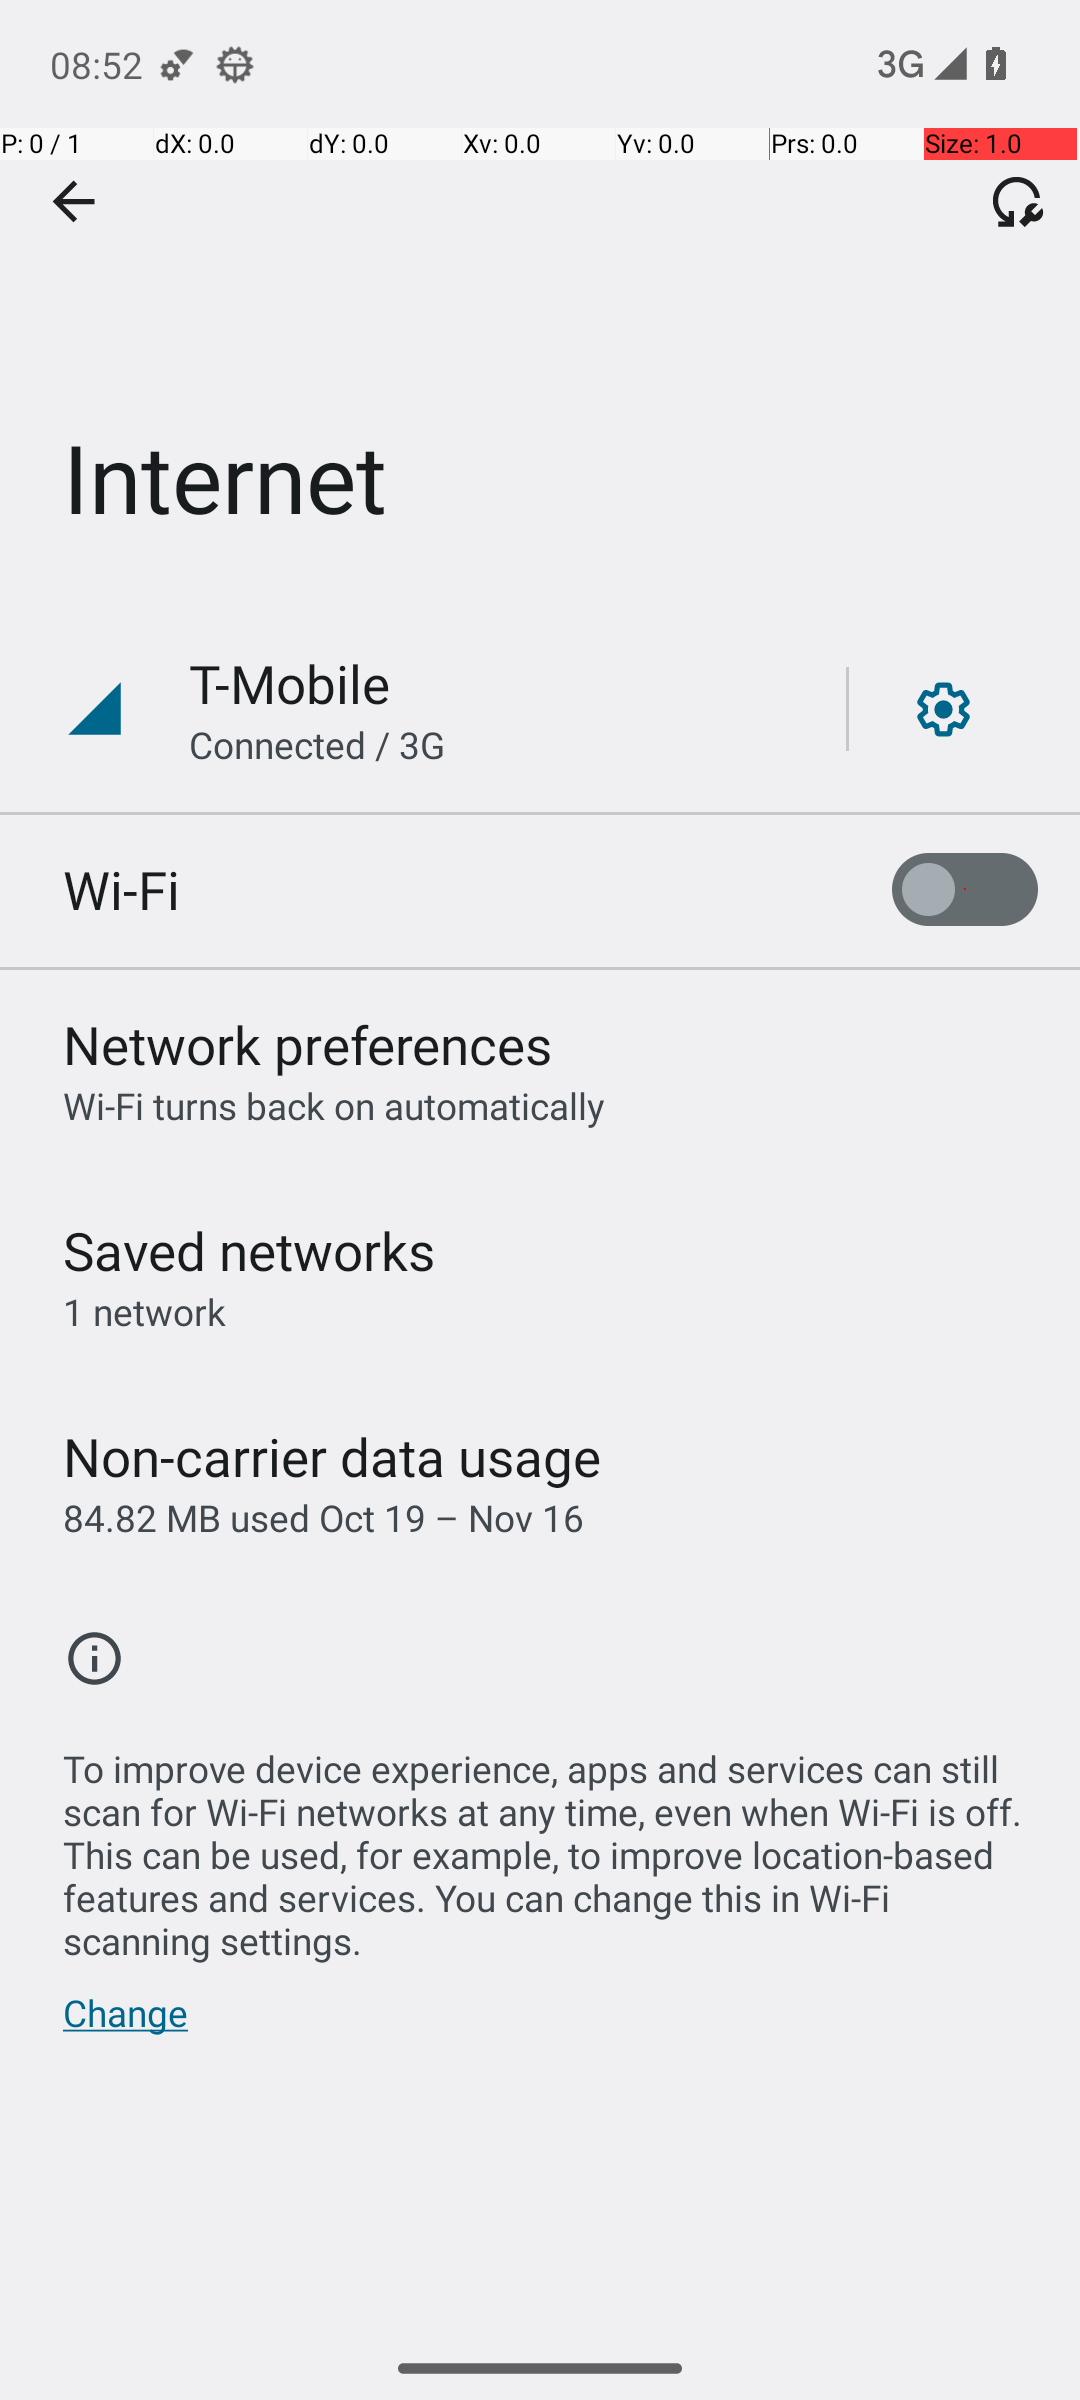 08:52
3G
P: 0 / 1 dX: 0.0 dY: 0.0 Xv: 0.0 Yv: 0.0 Prs: 0.0 Size: 1.0
Internet
T-Mobile
Connected / 3G
Wi-Fi
Network preferences
Wi-Fi turns back on automatically
Saved networks
1 network
Non-carrier data usage
84.82 MB used Oct 19 – Nov 16
To improve device experience, apps and services can still
scan for Wi-Fi networks at any time, even when Wi-Fi is off.
This can be used, for example, to improve location-based
features and services. You can change this in Wi-Fi
scanning settings.
Change